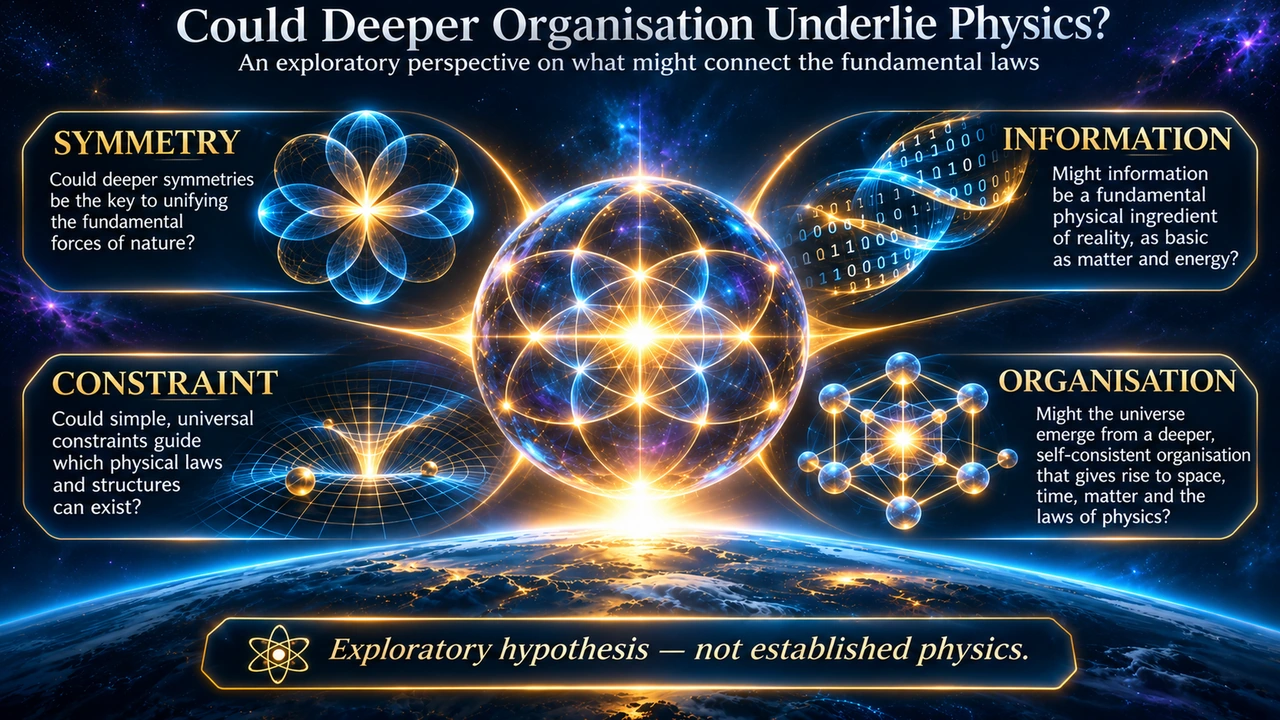 Could Deeper Organisation Underlie Physics?
An exploratory perspective on what might connect the fundamental laws
SYMMETRY
Could deeper symmetries
be the key to unifying
the fundamental
forces of nature?
INFORMATION
Might information
be a fundamental
physical ingredient
of reality, as basic
as matter and energy?
CONSTRAINT
Could simple, universal
constraints guide
which physical laws
and structures
can exist?
ORGANISATION
Might the universe
emerge from a deeper,
self-consistent organisation
that gives rise to space,
time, matter and the
laws of physics?
Exploratory hypothesis — not established physics.